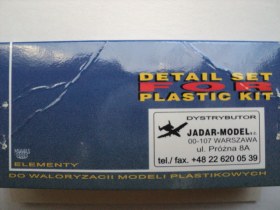 DETAIL SET
FOR
PLASTIC KIT
DYSTRYBUTOR
JADAR-MODEL s.c.
00-107 WARSZAWA
ul. Próżna 8A
tel./ fax. +48 22 620 05 39
ELEMENTY
DO WALORYZACJI MODELI PLASTIKOWYCH